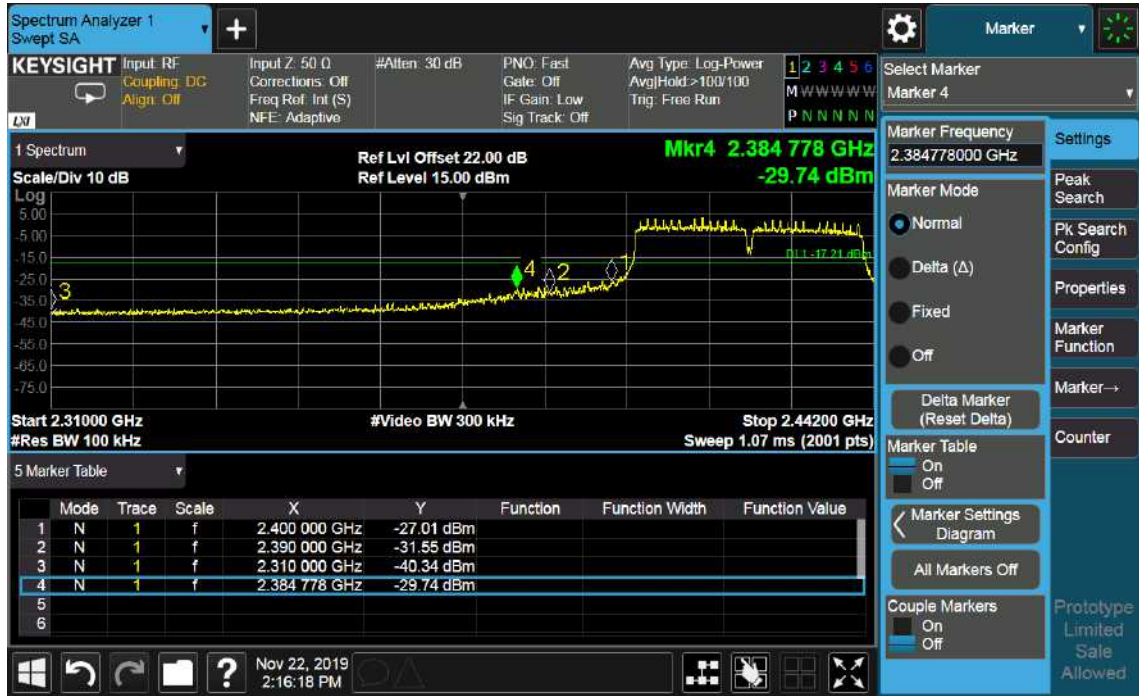 Spectrum Analyzer 1
Swept SA
Marker
KEYSIGHT
LXI
Input: RF
Coupling: DC
Align: Off
Input Z: 50 Ω
Corrections: Off
Freq Ref: Int (S)
NFE: Adaptive
#Atten: 30 dB
PNO: Fast
Gate: Off
IF Gain: Low
Sig Track: Off
Avg Type: Log-Power
Avg|Hold:>100/100
Trig: Free Run
1 2 3 4 5 6
M W W W W W
P N N N N N
Select Marker
Marker 4
1 Spectrum
Scale/Div 10 dB
Ref Lvl Offset 22.00 dB
Ref Level 15.00 dBm
Mkr4 2.384 778 GHz
-29.74 dBm
Log
5.00
-5.00
-15.0
-25.0
-35.0
-45.0
-55.0
-65.0
-75.0
DL1 -17.21 dBm
3
4
2
1
Start 2.31000 GHz
#Video BW 300 kHz
Stop 2.44200 GHz
#Res BW 100 kHz
Sweep 1.07 ms (2001 pts)
5 Marker Table
Mode Trace Scale X Y Function Function Width Function Value
1 N 1 f 2.400 000 GHz -27.01 dBm
2 N 1 f 2.390 000 GHz -31.55 dBm
3 N 1 f 2.310 000 GHz -40.34 dBm
4 N 1 f 2.384 778 GHz -29.74 dBm
5
6
Marker Frequency
2.384778000 GHz
Marker Mode
Normal
Delta (Δ)
Fixed
Off
Delta Marker
(Reset Delta)
Marker Table
On
Off
Marker Settings
Diagram
All Markers Off
Couple Markers
On
Off
Settings
Peak
Search
Pk Search
Config
Properties
Marker
Function
Marker→
Counter
Prototype
Limited
Sale
Allowed
?
Nov 22, 2019
2:16:18 PM